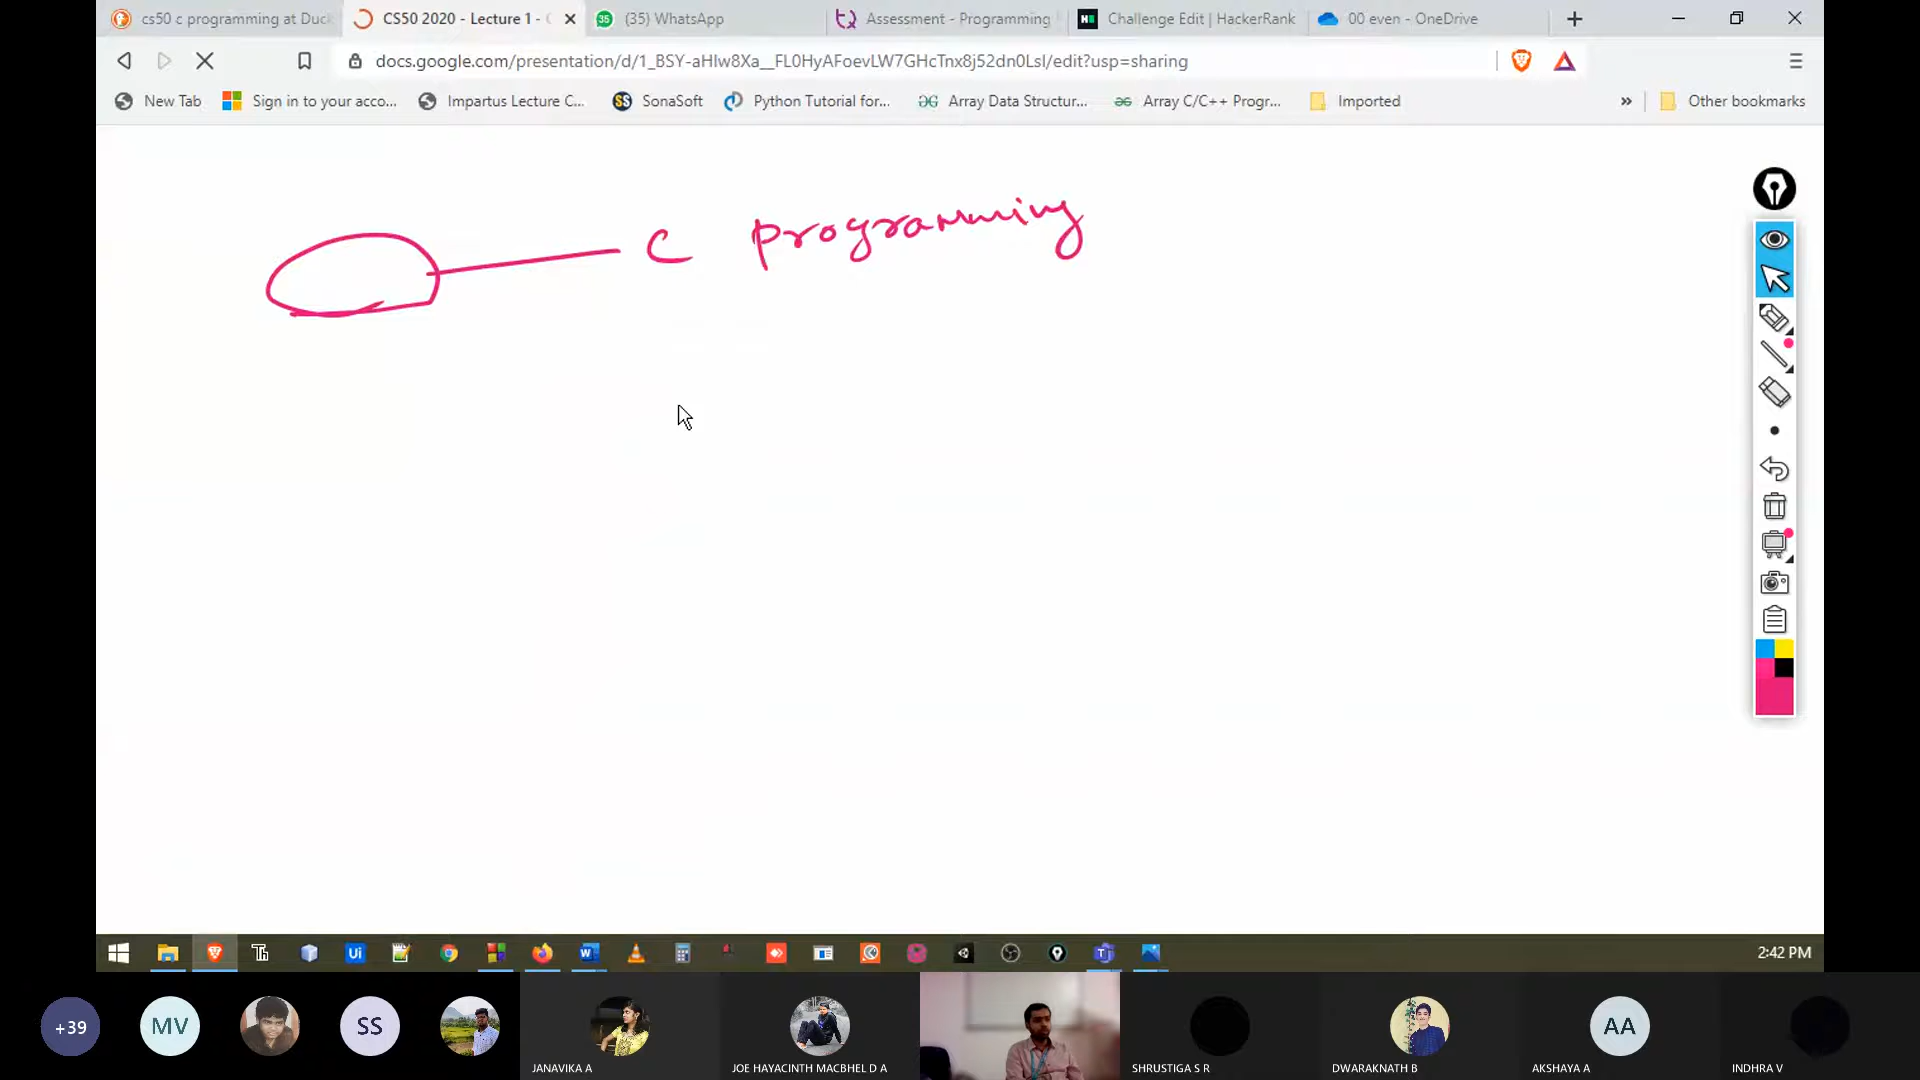 cs50 c programming at Duck
CS50 2020 - Lecture 1 -
(35) WhatsApp
Assessment - Programming
Challenge Edit | HackerRank
00 even - OneDrive
docs.google.com/presentation/d/1_BSY-aHIw8Xa__FL0HyAFoevLW7GHcTnx8j52dn0LsI/edit?usp=sharing
New Tab
Sign in to your acco...
Impartus Lecture C...
SonaSoft
Python Tutorial for...
Array Data Structur...
Array C/C++ Progr...
Imported
»
Other bookmarks
C programming
2:42 PM
+39
MV
SS
JANAVIKA A
JOE HAYACINTH MACBHEL D A
SHRUSTIGA S R
DWARAKNATH B
AA
AKSHAYA A
INDHRA V